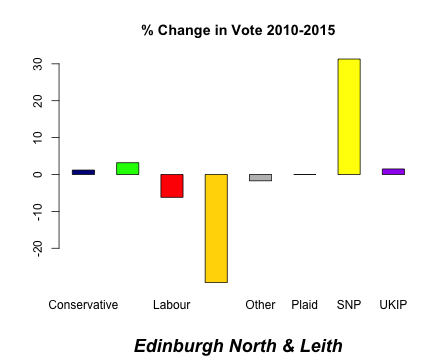 % Change in Vote 2010-2015
30
20
10
0
-10
-20
Conservative Labour Other Plaid SNP UKIP
Edinburgh North & Leith